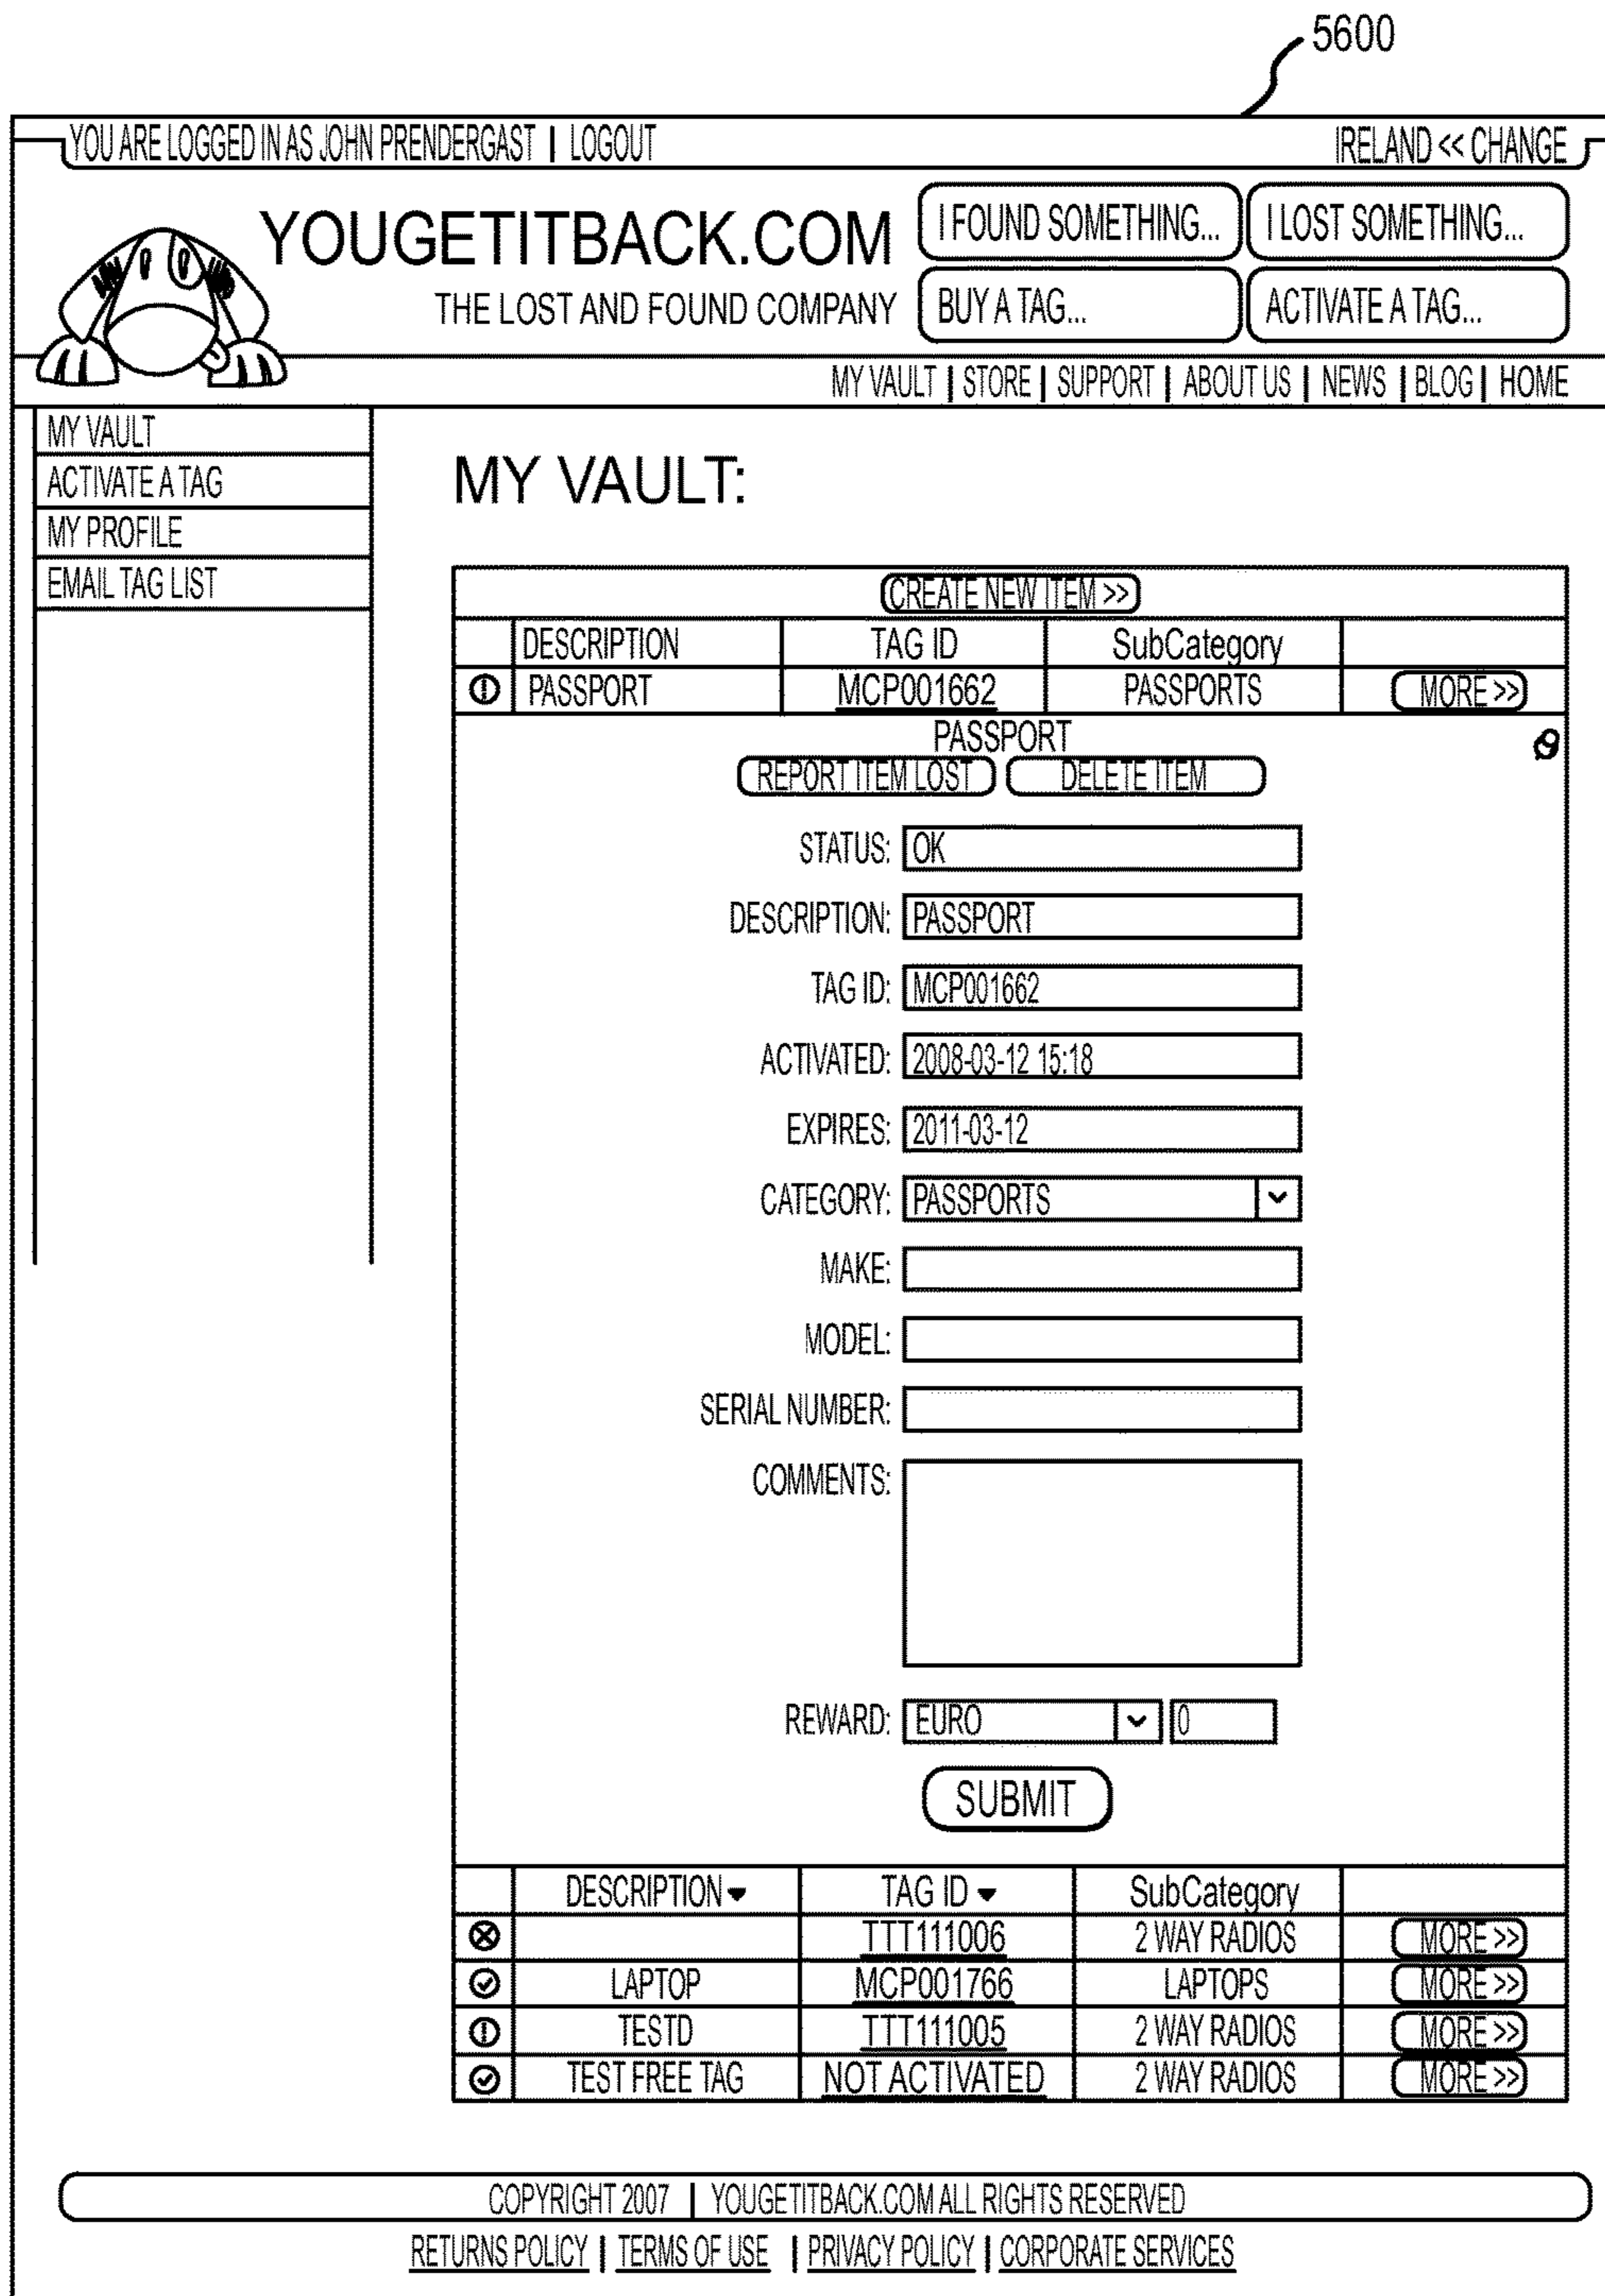 5600
YOU ARE LOGGED IN AS JOHN PRENDERGAST | LOGOUT IRELAND << CHANGE
YOUGETITBACK.COM
THE LOST AND FOUND COMPANY
I FOUND SOMETHING... I LOST SOMETHING...
BUY A TAG... ACTIVATE A TAG...
MY VAULT | STORE | SUPPORT | ABOUT US | NEWS | BLOG | HOME
MY VAULT
ACTIVATE A TAG
MY PROFILE
EMAIL TAG LIST
MY VAULT:
CREATE NEW ITEM >>
DESCRIPTION TAG ID SubCategory
PASSPORT MCP001662 PASSPORTS MORE >>
PASSPORT
REPORT ITEM LOST DELETE ITEM
STATUS: OK
DESCRIPTION: PASSPORT
TAG ID: MCP001662
ACTIVATED: 2008-03-12 15:18
EXPIRES: 2011-03-12
CATEGORY: PASSPORTS
MAKE:
MODEL:
SERIAL NUMBER:
COMMENTS:
REWARD: EURO 0
SUBMIT
DESCRIPTION TAG ID SubCategory
TTT111006 2 WAY RADIOS MORE >>
LAPTOP MCP001766 LAPTOPS MORE >>
TESTD TTT111005 2 WAY RADIOS MORE >>
TEST FREE TAG NOT ACTIVATED 2 WAY RADIOS MORE >>
COPYRIGHT 2007 | YOUGETITBACK.COM ALL RIGHTS RESERVED
RETURNS POLICY | TERMS OF USE | PRIVACY POLICY | CORPORATE SERVICES